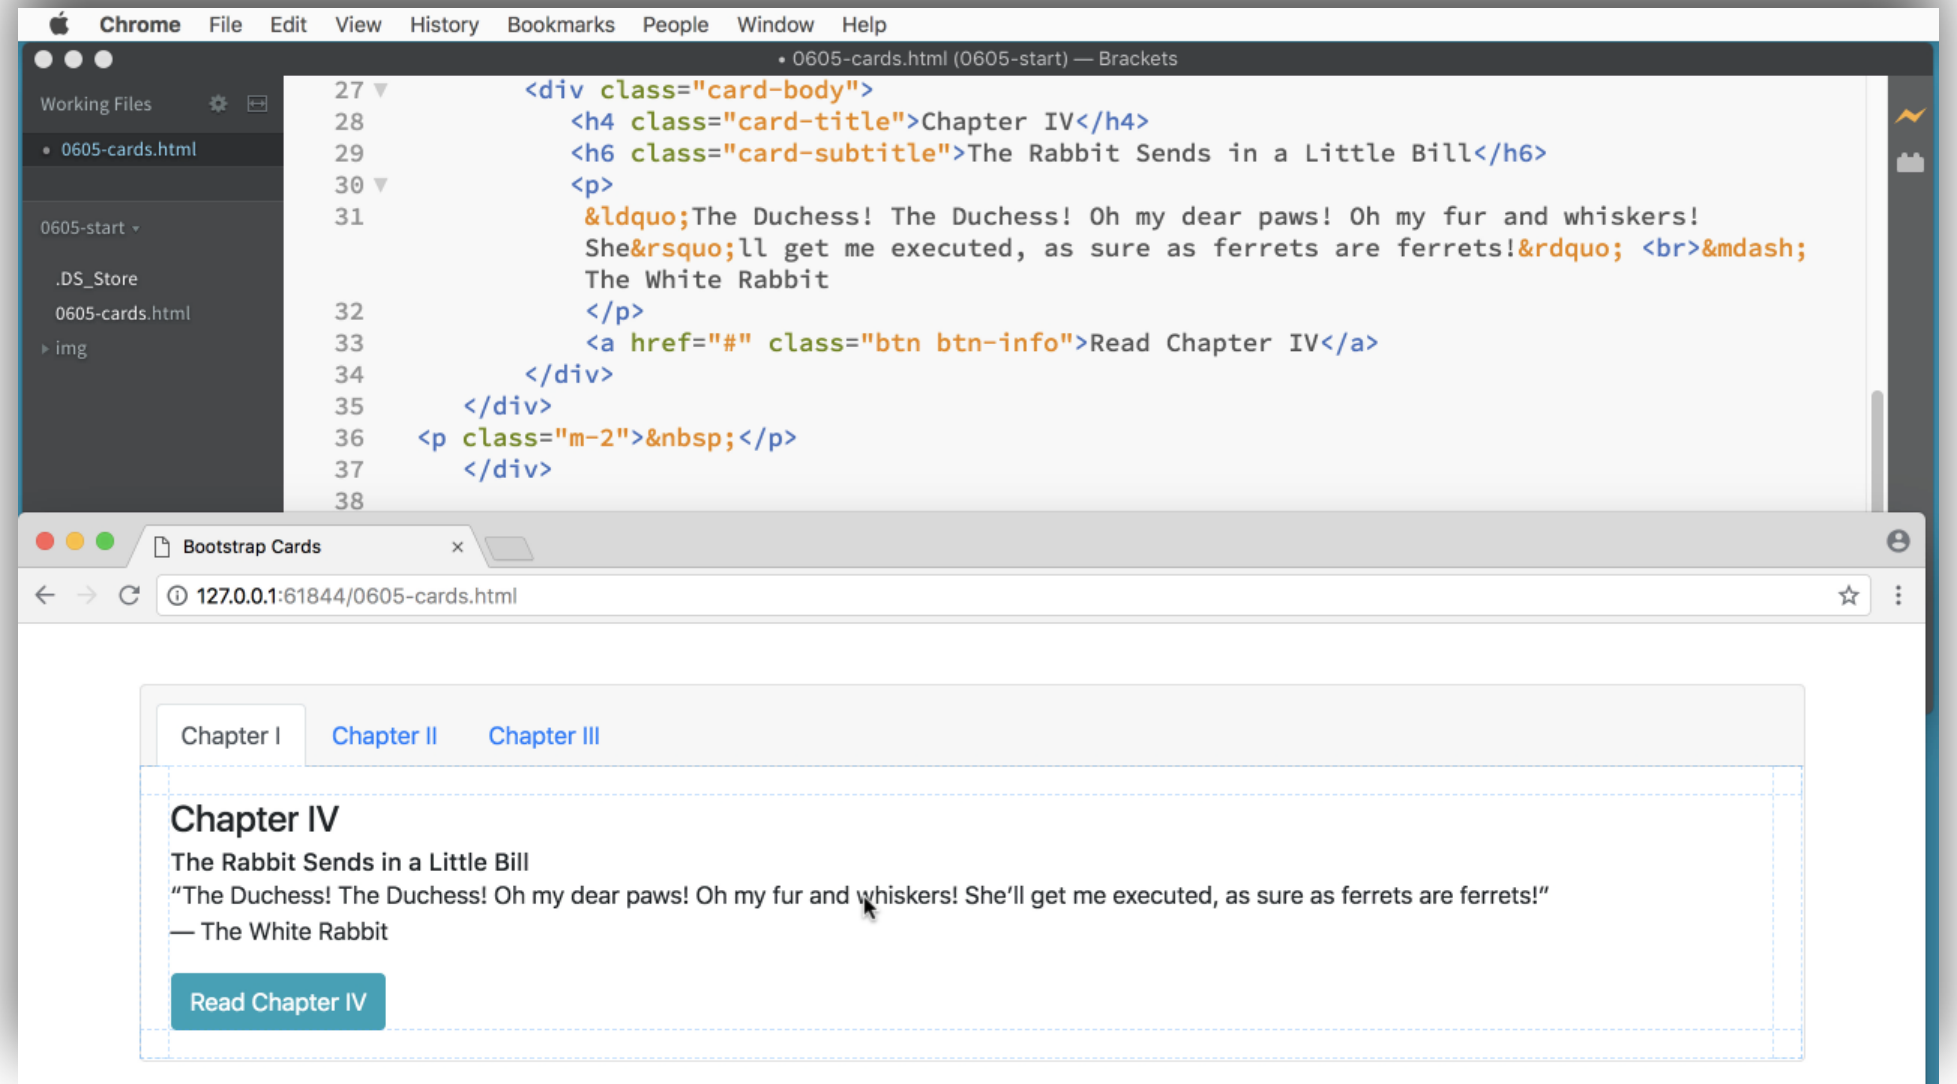 Chrome File Edit View History Bookmarks People Window Help
• 0605-cards.html (0605-start) — Brackets
Working Files
• 0605-cards.html
0605-start
.DS_Store
0605-cards.html
img
27 <div class="card-body">
28 <h4 class="card-title">Chapter IV</h4>
29 <h6 class="card-subtitle">The Rabbit Sends in a Little Bill</h6>
30 <p>
31 &ldquo;The Duchess! The Duchess! Oh my dear paws! Oh my fur and whiskers!
She&rsquo;ll get me executed, as sure as ferrets are ferrets!&rdquo; <br>&mdash;
The White Rabbit
32 </p>
33 <a href="#" class="btn btn-info">Read Chapter IV</a>
34 </div>
35 </div>
36 <p class="m-2">&nbsp;</p>
37 </div>
38
Bootstrap Cards
127.0.0.1:61844/0605-cards.html
Chapter I Chapter II Chapter III
Chapter IV
The Rabbit Sends in a Little Bill
“The Duchess! The Duchess! Oh my dear paws! Oh my fur and whiskers! She’ll get me executed, as sure as ferrets are ferrets!”
— The White Rabbit
Read Chapter IV